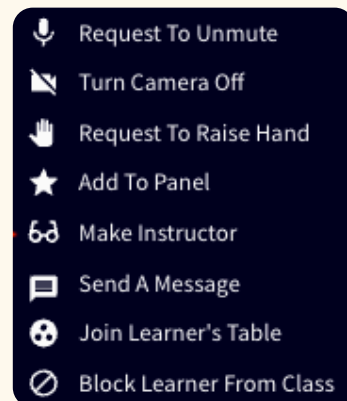 Request To Unmute
Turn Camera Off
Request To Raise Hand
Add To Panel
Make Instructor
Send A Message
Join Learner's Table
Block Learner From Class